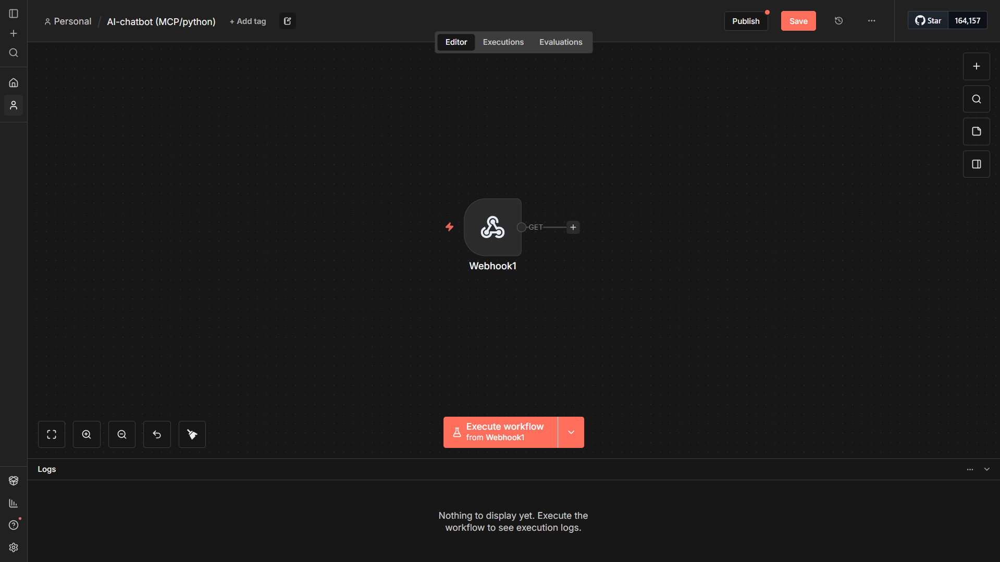 Personal / AI-chatbot (MCP/python) + Add tag
Publish
Save
Star 164,157
Editor Executions Evaluations
GET
Webhook1
Execute workflow
from Webhook1
Logs
Nothing to display yet. Execute the
workflow to see execution logs.